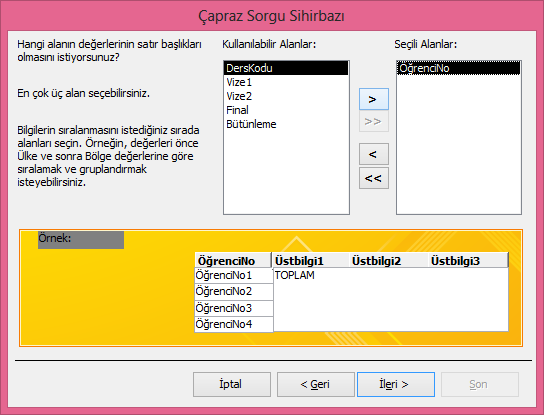 Çapraz Sorgu Sihirbazı
Hangi alanın değerlerinin satır başlıkları
olmasını istiyorsunuz?
En çok üç alan seçebilirsiniz.
Bilgilerin sıralanmasını istediğiniz sırada
alanları seçin. Örneğin, değerleri önce
Ülke ve sonra Bölge değerlerine göre
sıralamak ve gruplandırmak
isteyebilirsiniz.
Kullanılabilir Alanlar:
DersKodu
Vize1
Vize2
Final
Bütünleme
>
>>
<
<<
Seçili Alanlar:
ÖğrenciNo
Örnek:
ÖğrenciNo Üstbilgi1 Üstbilgi2 Üstbilgi3
ÖğrenciNo1 TOPLAM
ÖğrenciNo2
ÖğrenciNo3
ÖğrenciNo4
İptal < Geri İleri > Son